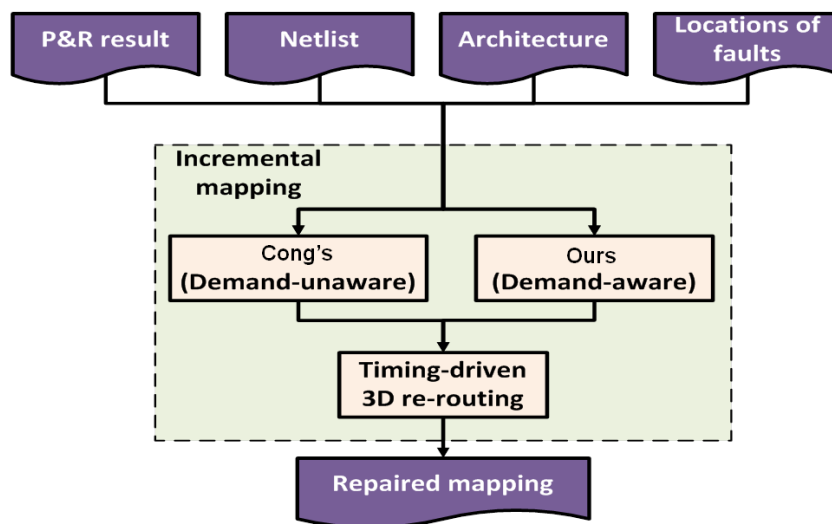 P&R result
Netlist
Architecture
Locations of
faults
Incremental
mapping
Cong's
(Demand-unaware)
Ours
(Demand-aware)
Timing-driven
3D re-routing
Repaired mapping